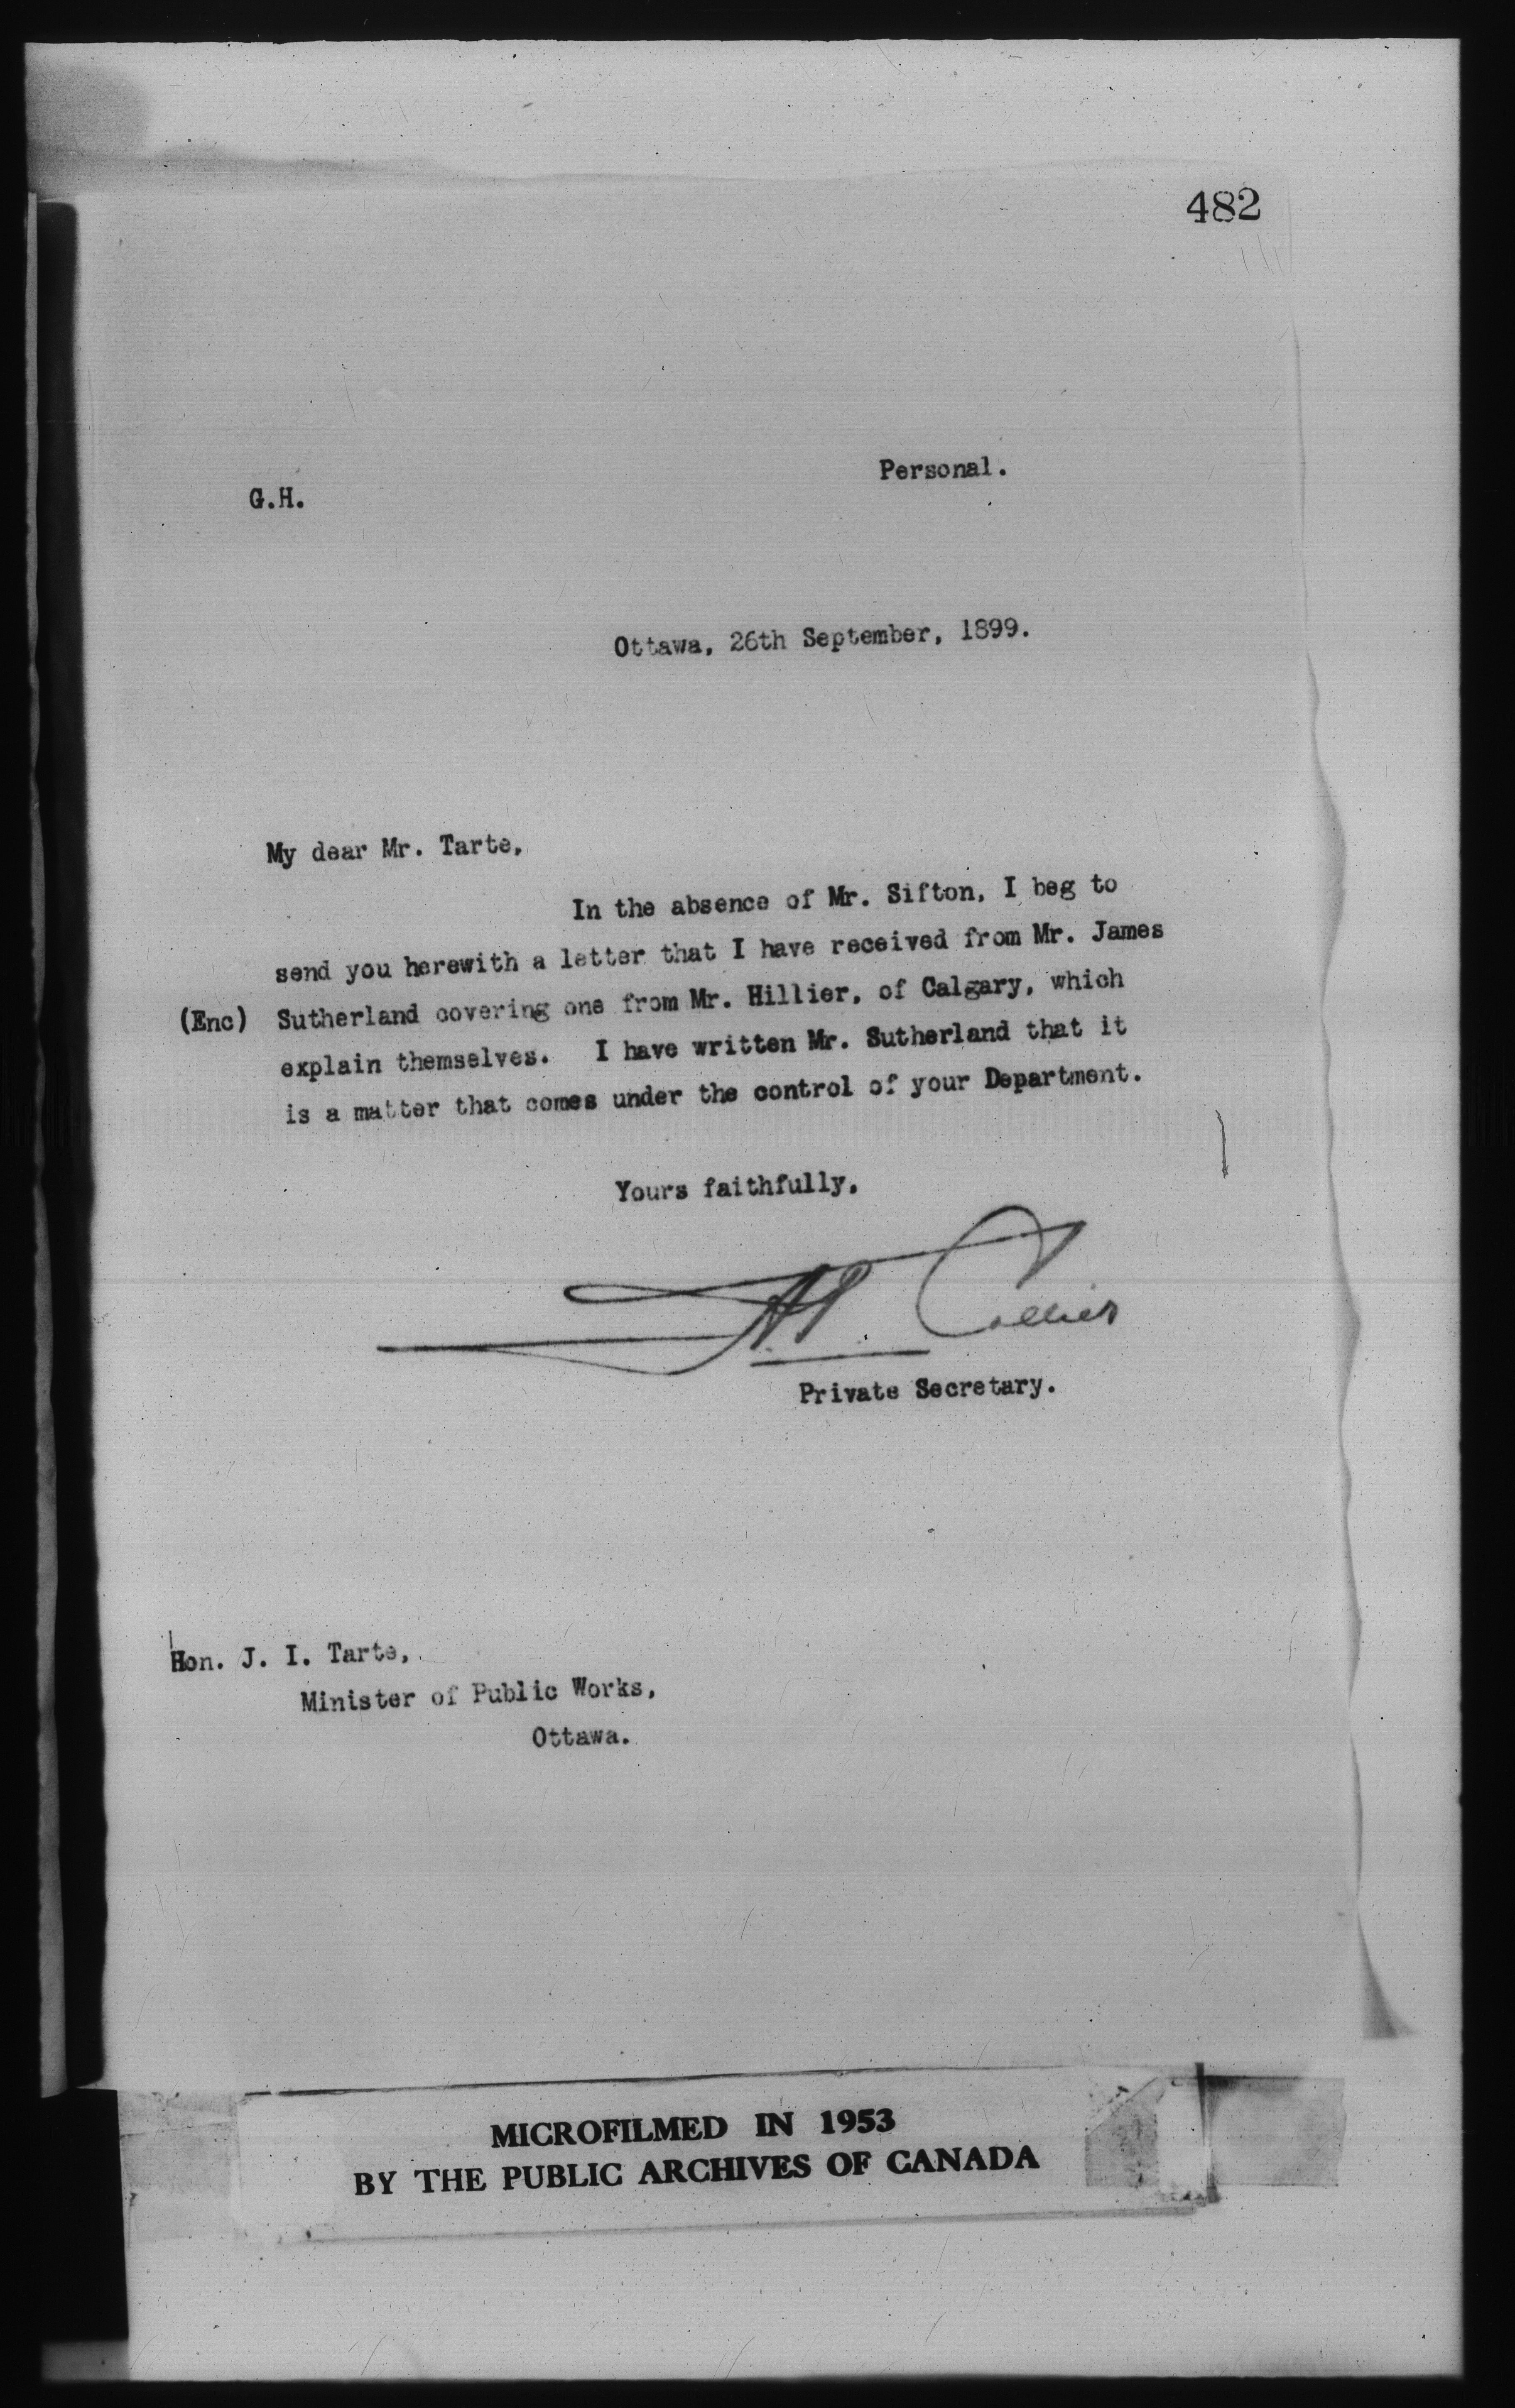 482
Personal.
G.H.
Ottawa, 26th September, 1899.
My dear Mr. Tarte,
In the absence of Mr. Sifton, I beg to
send you herewith a letter that I have received from Mr. James
(Enc) Sutherland covering one from Mr. Hillier, of Calgary, which
explain themselves. I have written Mr. Sutherland that it
is a matter that comes under the control of your Department.
Yours faithfully,
A.P. Collier
Private Secretary.
Hon. J. I. Tarte,
Minister of Public Works,
Ottawa.
MICROFILMED IN 1953
BY THE PUBLIC ARCHIVES OF CANADA